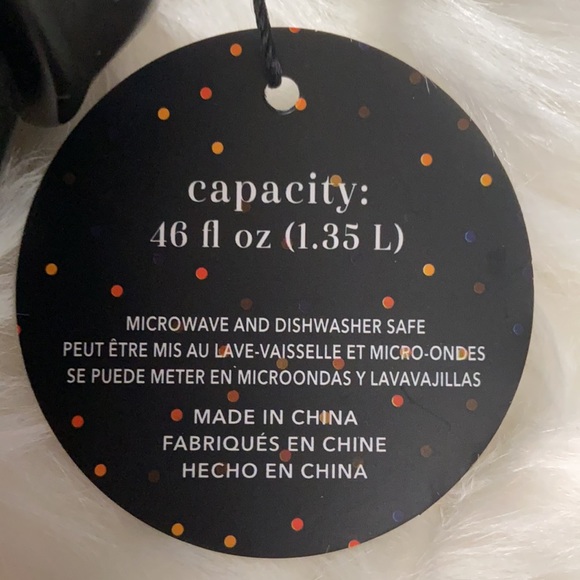 capacity:
46 fl oz (1.35 L)
MICROWAVE AND DISHWASHER SAFE
PEUT ÊTRE MIS AU LAVE-VAISSELLE ET MICRO-ONDES
SE PUEDE METER EN MICROONDAS Y LAVAVAJILLAS
MADE IN CHINA
FABRIQUÉS EN CHINE
HECHO EN CHINA